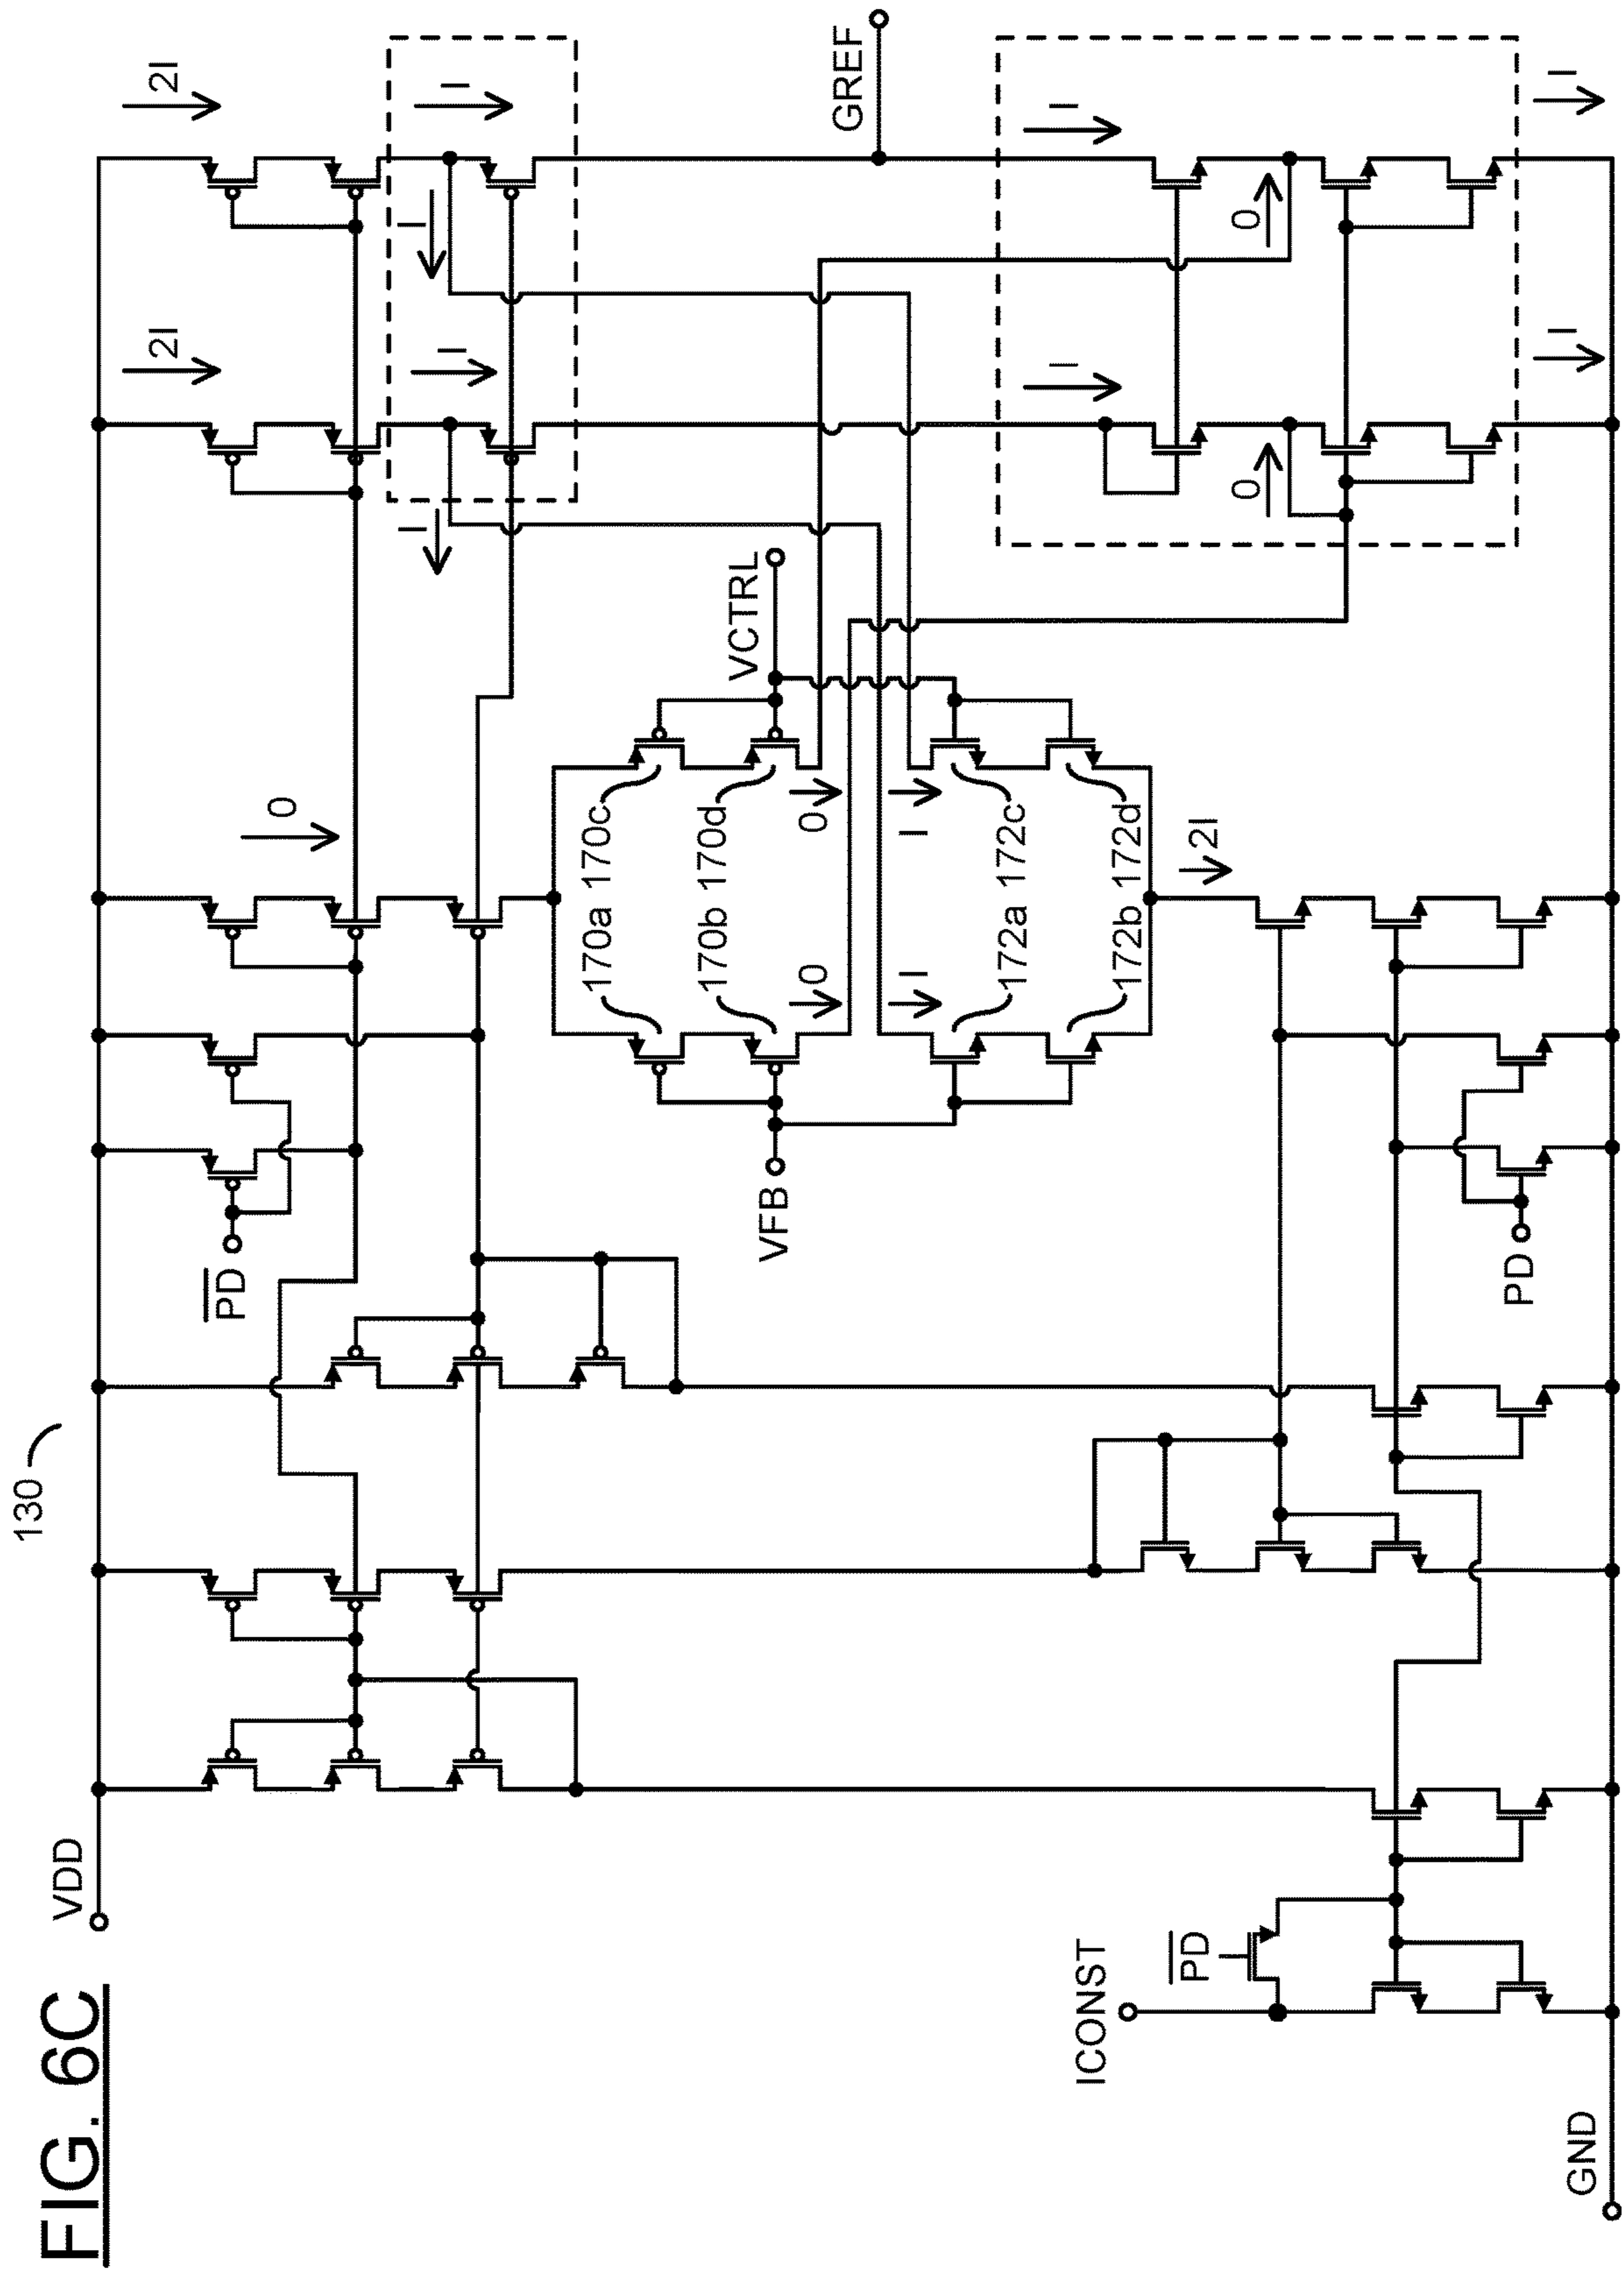 FIG. 6C
130
VDD
2I
2I
0
I
I
I
I
PD
GREF
VCTRL
170a 170c
170b 170d
0
0
VFB
I
I
172a 172c
172b 172d
2I
I
I
0
0
I
I
ICONST
PD
PD
GND